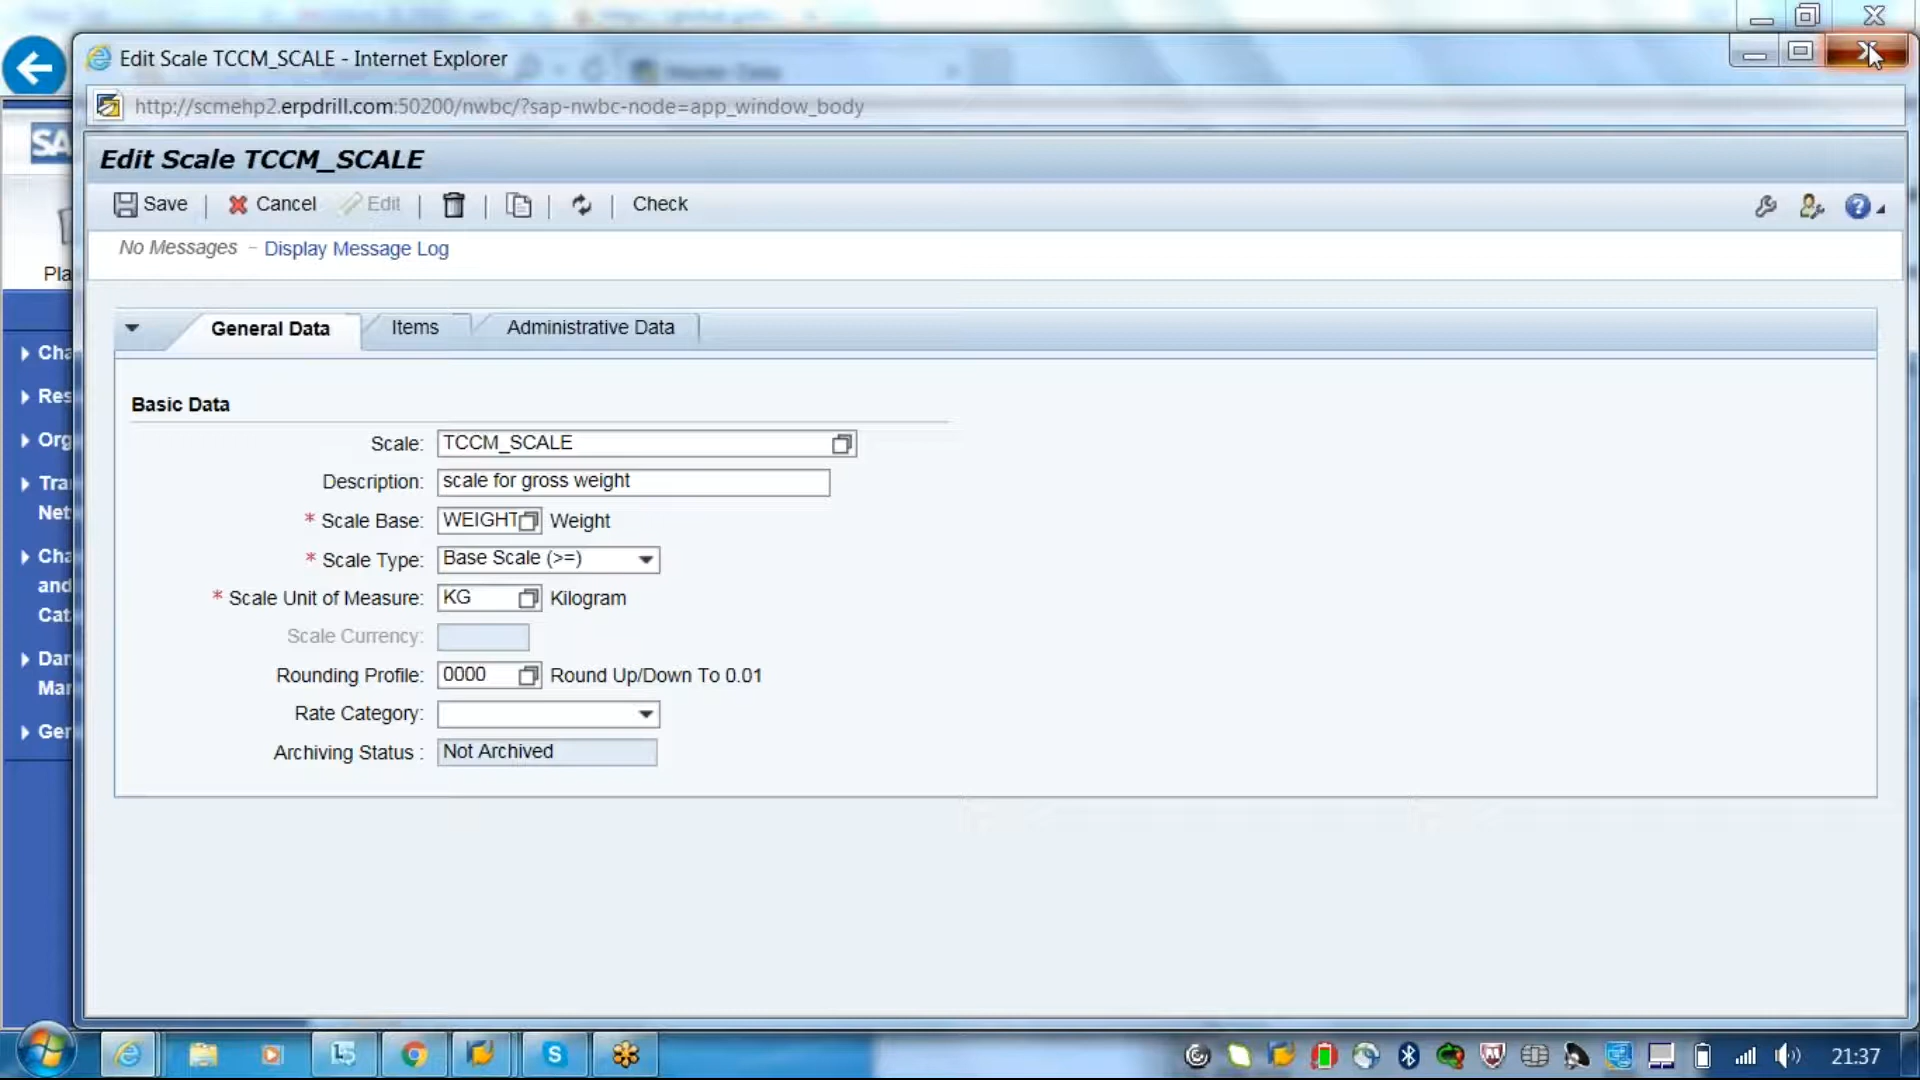 Edit Scale TCCM_SCALE - Internet Explorer
http://scmehp2.erpdrill.com:50200/nwbc/?sap-nwbc-node=app_window_body
SA
Edit Scale TCCM_SCALE
Save | Cancel Edit | | | | Check
No Messages - Display Message Log
Pla
General Data Items Administrative Data
Cha
Res
Org
Tra
Net
Cha
and
Cat
Dan
Mar
Ger
Basic Data
Scale: TCCM_SCALE
Description: scale for gross weight
* Scale Base: WEIGHT Weight
* Scale Type: Base Scale (>=)
* Scale Unit of Measure: KG Kilogram
Scale Currency:
Rounding Profile: 0000 Round Up/Down To 0.01
Rate Category:
Archiving Status : Not Archived
21:37